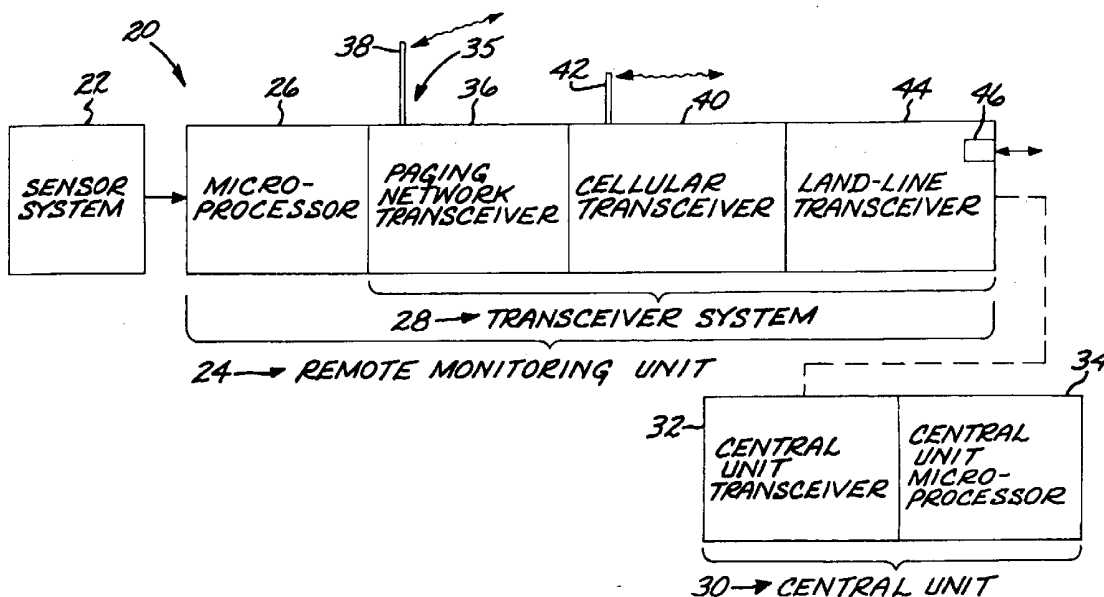 20
22
26
38
35
36
42
40
44
46
SENSOR
SYSTEM
MICRO-
PROCESSOR
PAGING
NETWORK
TRANSCEIVER
CELLULAR
TRANSCEIVER
LAND-LINE
TRANSCEIVER
28 → TRANSCEIVER SYSTEM
24 → REMOTE MONITORING UNIT
32
34
CENTRAL
UNIT
TRANSCEIVER
CENTRAL
UNIT
MICRO-
PROCESSOR
30 → CENTRAL UNIT